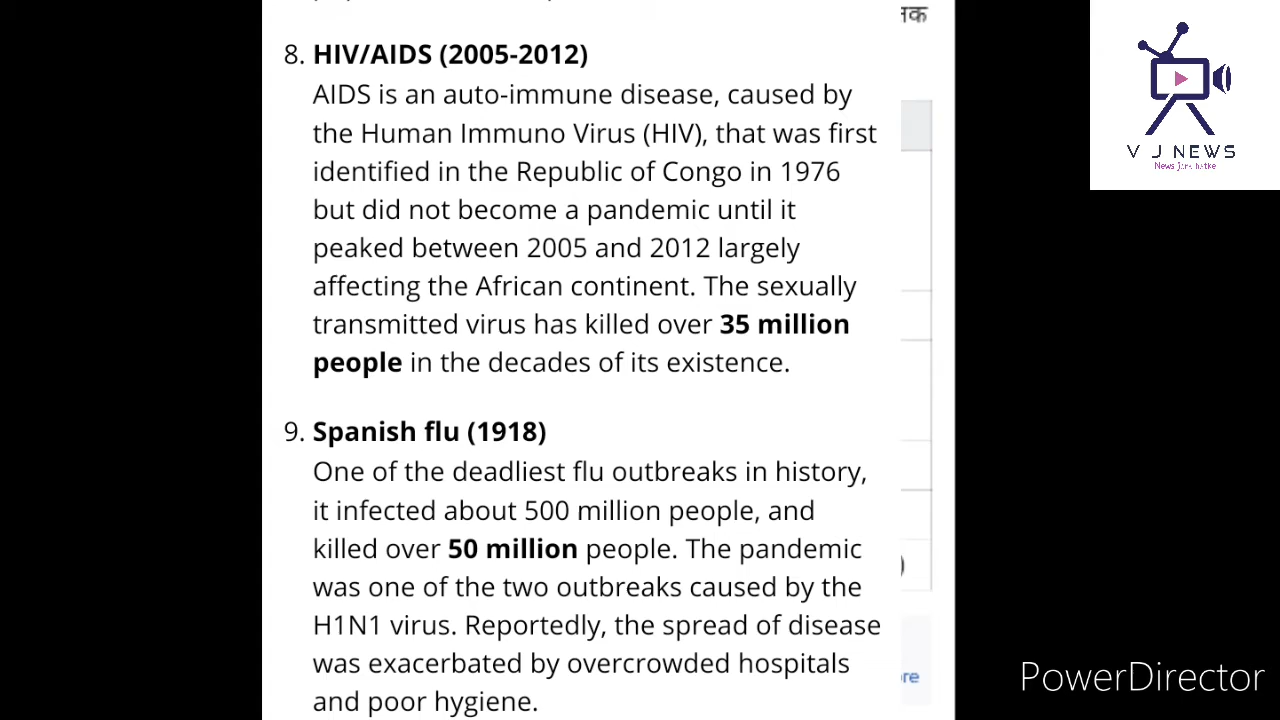 नक
8. HIV/AIDS (2005-2012)
AIDS is an auto-immune disease, caused by
the Human Immuno Virus (HIV), that was first
identified in the Republic of Congo in 1976
but did not become a pandemic until it
peaked between 2005 and 2012 largely
affecting the African continent. The sexually
transmitted virus has killed over 35 million
people in the decades of its existence.
9. Spanish flu (1918)
One of the deadliest flu outbreaks in history,
it infected about 500 million people, and
killed over 50 million people. The pandemic
was one of the two outbreaks caused by the
H1N1 virus. Reportedly, the spread of disease
was exacerbated by overcrowded hospitals
and poor hygiene.
V J NEWS
PowerDirector